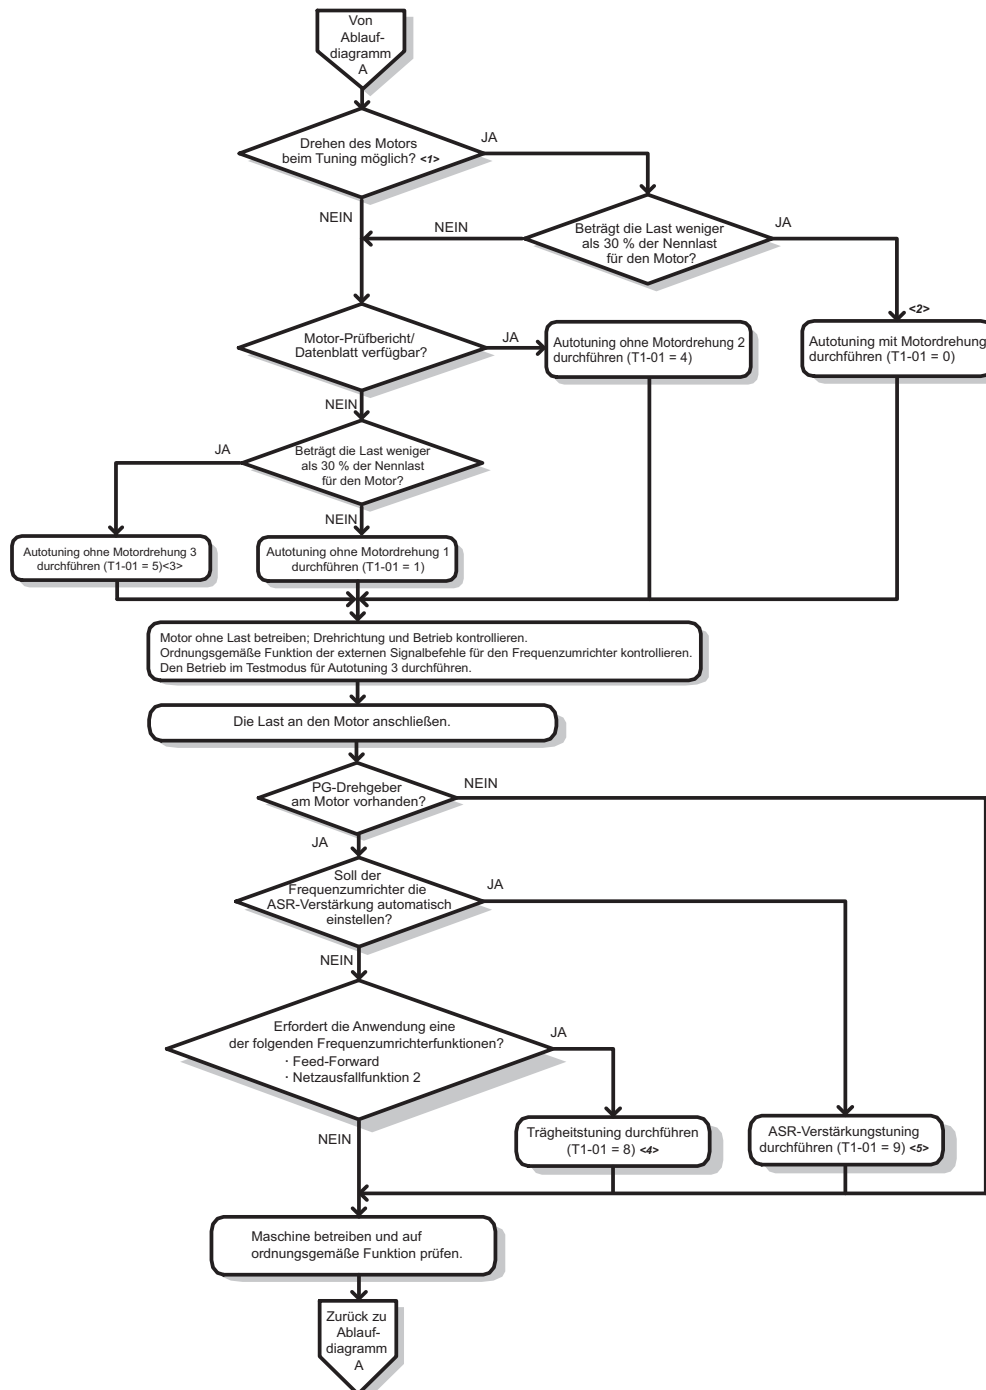 Von
Ablauf-
diagramm
A
Drehen des Motors
beim Tuning möglich? <1>
JA
NEIN
Beträgt die Last weniger
als 30 % der Nennlast
für den Motor?
NEIN
JA
<2>
Motor-Prüfbericht/
Datenblatt verfügbar?
JA
Autotuning ohne Motordrehung 2
durchführen (T1-01 = 4)
Autotuning mit Motordrehung
durchführen (T1-01 = 0)
NEIN
JA
Beträgt die Last weniger
als 30 % der Nennlast
für den Motor?
NEIN
Autotuning ohne Motordrehung 3
durchführen (T1-01 = 5)<3>
Autotuning ohne Motordrehung 1
durchführen (T1-01 = 1)
Motor ohne Last betreiben; Drehrichtung und Betrieb kontrollieren.
Ordnungsgemäße Funktion der externen Signalbefehle für den Frequenzumrichter kontrollieren.
Den Betrieb im Testmodus für Autotuning 3 durchführen.
Die Last an den Motor anschließen.
PG-Drehgeber
am Motor vorhanden?
NEIN
JA
Soll der
Frequenzumrichter die
ASR-Verstärkung automatisch
einstellen?
JA
NEIN
Erfordert die Anwendung eine
der folgenden Frequenzumrichterfunktionen?
· Feed-Forward
· Netzausfallfunktion 2
JA
NEIN
Trägheitstuning durchführen
(T1-01 = 8) <4>
ASR-Verstärkungstuning
durchführen (T1-01 = 9) <5>
Maschine betreiben und auf
ordnungsgemäße Funktion prüfen.
Zurück zu
Ablauf-
diagramm
A